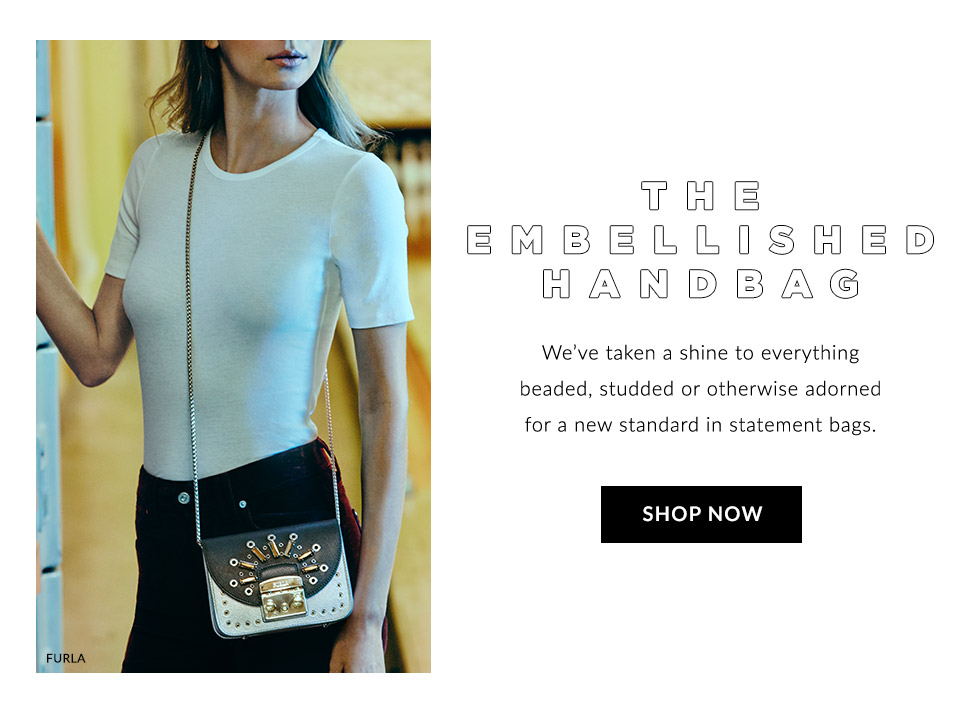 THE
EMBELLISHED
HANDBAG
We've taken a shine to everything
beaded, studded or otherwise adorned
for a new standard in statement bags.
SHOP NOW
FURLA